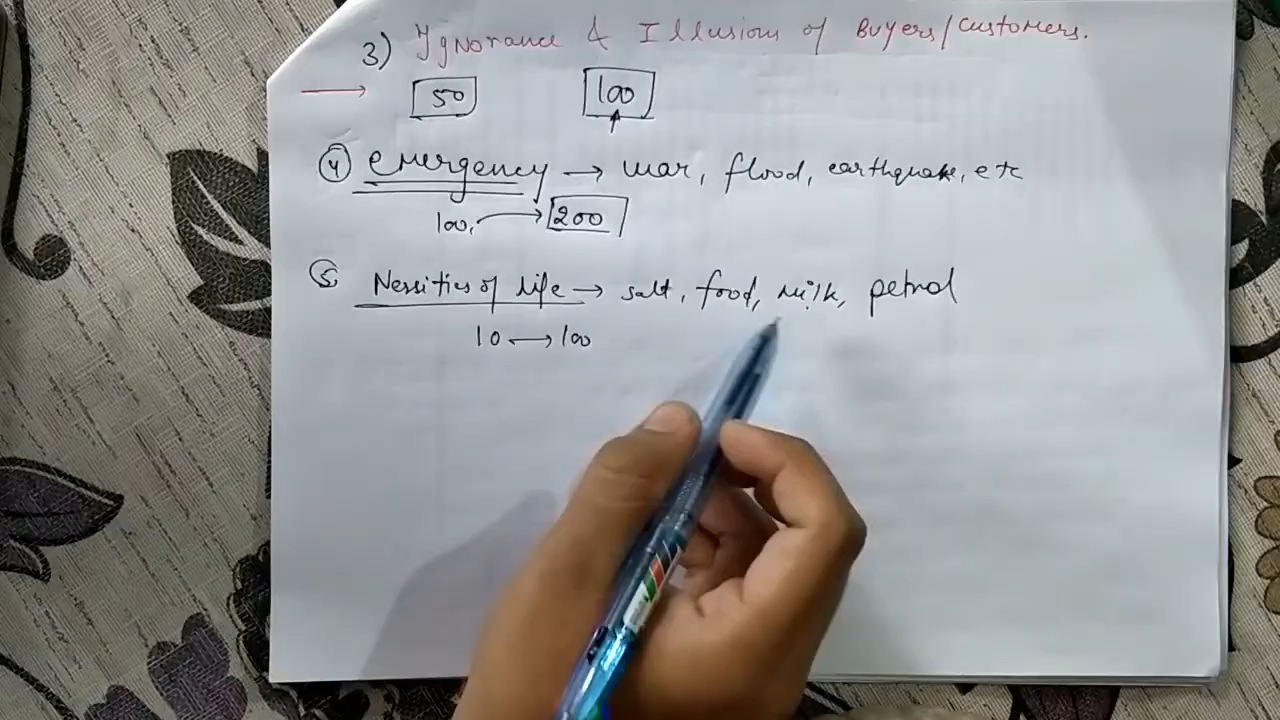 3) Ignorance & Illusion of Buyers/Customers.
→ 50 100
④ emergency → war, flood, earthquake, etc
100, → 200
⑤ Nessities of life → salt, food, milk, petrol
10 → 100